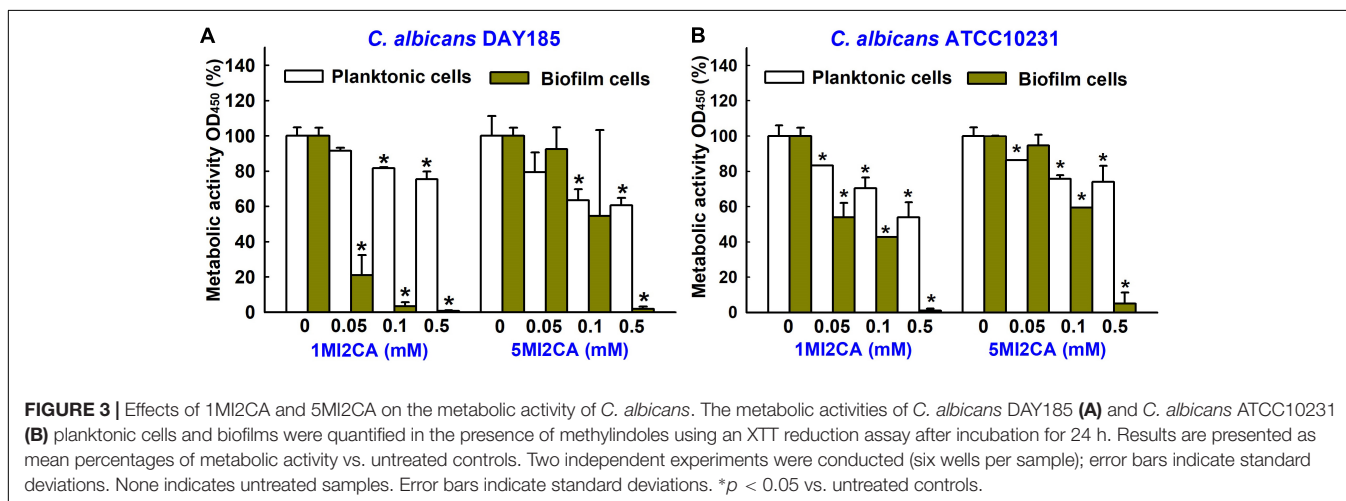 A
C. albicans DAY185
Planktonic cells
Biofilm cells
Metabolic activity OD450 (%)
140
120
100
80
60
40
20
0
* * * * * * * *
0 0.05 0.1 0.5 0 0.05 0.1 0.5
1MI2CA (mM) 5MI2CA (mM)
B
C. albicans ATCC10231
Planktonic cells
Biofilm cells
Metabolic activity OD450 (%)
140
120
100
80
60
40
20
0
* * * * * * * * * * *
0 0.05 0.1 0.5 0 0.05 0.1 0.5
1MI2CA (mM) 5MI2CA (mM)
FIGURE 3 | Effects of 1MI2CA and 5MI2CA on the metabolic activity of C. albicans. The metabolic activities of C. albicans DAY185 (A) and C. albicans ATCC10231
(B) planktonic cells and biofilms were quantified in the presence of methylindoles using an XTT reduction assay after incubation for 24 h. Results are presented as
mean percentages of metabolic activity vs. untreated controls. Two independent experiments were conducted (six wells per sample); error bars indicate standard
deviations. None indicates untreated samples. Error bars indicate standard deviations. *p < 0.05 vs. untreated controls.